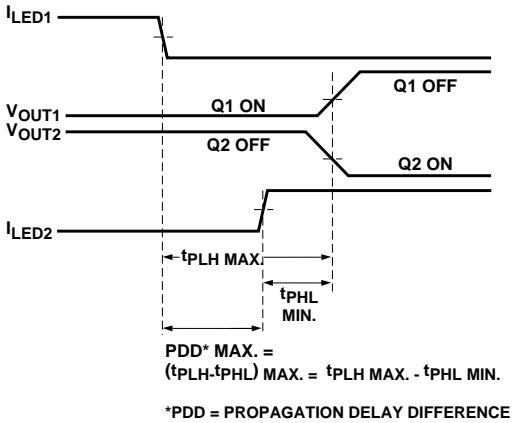 ILED1
Q1 OFF
VOUT1
Q1 ON
VOUT2
Q2 OFF
Q2 ON
ILED2
tPLH MAX.
tPHL
MIN.
PDD* MAX. =
(tPLH-tPHL) MAX. = tPLH MAX. - tPHL MIN.
*PDD = PROPAGATION DELAY DIFFERENCE